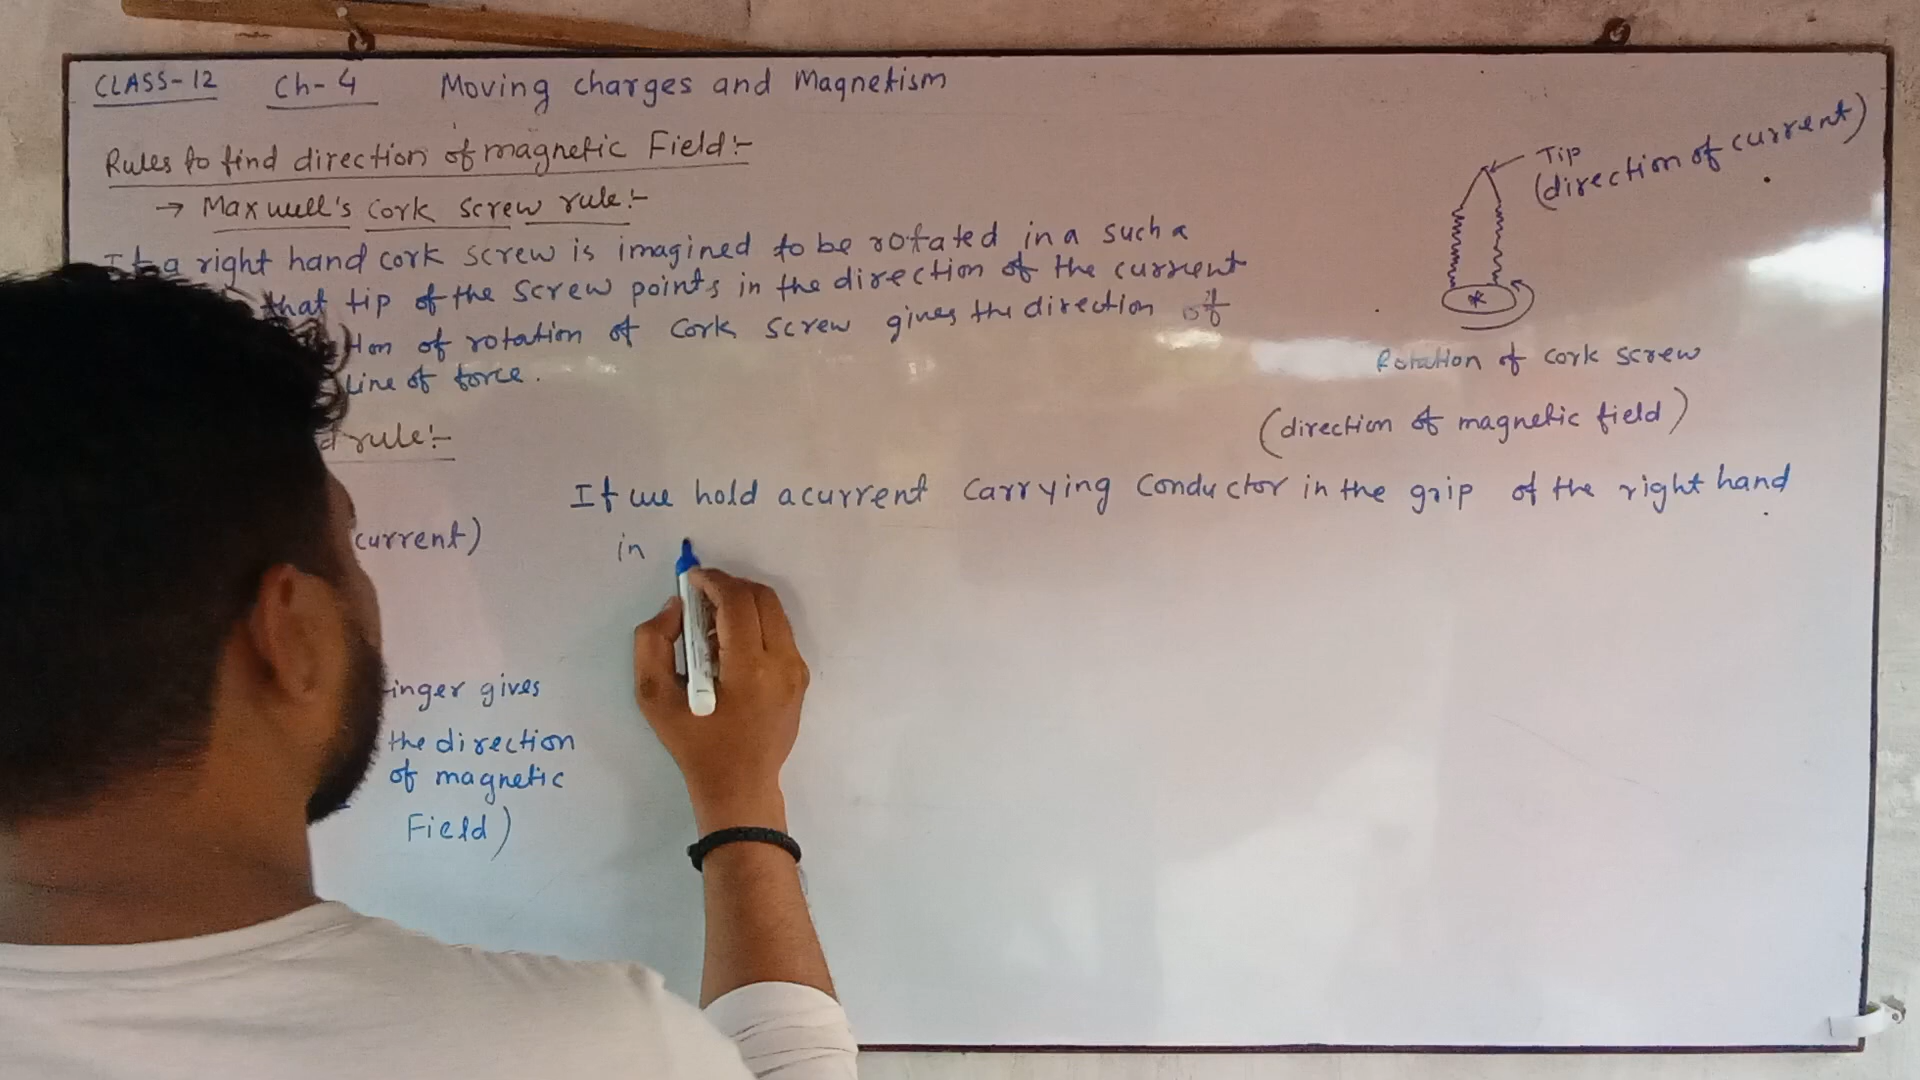 CLASS-12 Ch-4 Moving charges and Magnetism
Rules to find direction of magnetic Field:-
→ Maxwell's cork screw rule:-
If a right hand cork screw is imagined to be rotated in a such a
that tip of the screw points in the direction of the current
of rotation of cork screw gives the direction of
Line of force.
Tip
(direction of current)
Rotation of cork screw
(direction of magnetic field)
rule:-
current)
If we hold a current carrying conductor in the grip of the right hand
in
gives
the direction
of magnetic
Field)